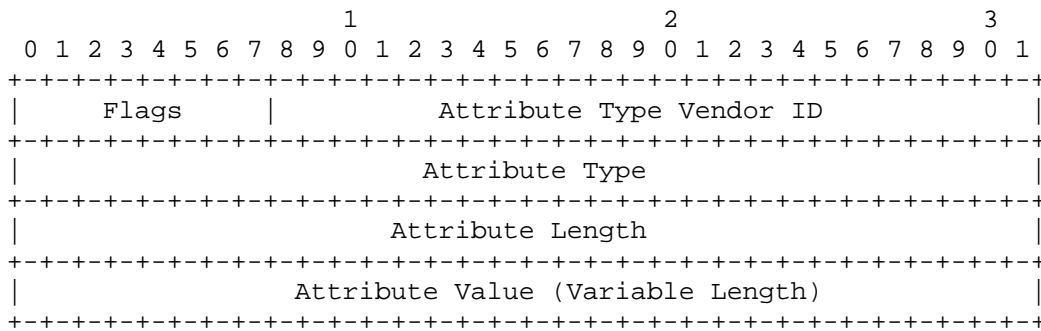 1                   2                   3
 0 1 2 3 4 5 6 7 8 9 0 1 2 3 4 5 6 7 8 9 0 1 2 3 4 5 6 7 8 9 0 1
+-+-+-+-+-+-+-+-+-+-+-+-+-+-+-+-+-+-+-+-+-+-+-+-+-+-+-+-+-+-+-+-+
|     Flags     |          Attribute Type Vendor ID             |
+-+-+-+-+-+-+-+-+-+-+-+-+-+-+-+-+-+-+-+-+-+-+-+-+-+-+-+-+-+-+-+-+
|                         Attribute Type                        |
+-+-+-+-+-+-+-+-+-+-+-+-+-+-+-+-+-+-+-+-+-+-+-+-+-+-+-+-+-+-+-+-+
|                       Attribute Length                        |
+-+-+-+-+-+-+-+-+-+-+-+-+-+-+-+-+-+-+-+-+-+-+-+-+-+-+-+-+-+-+-+-+
|                 Attribute Value (Variable Length)             |
+-+-+-+-+-+-+-+-+-+-+-+-+-+-+-+-+-+-+-+-+-+-+-+-+-+-+-+-+-+-+-+-+